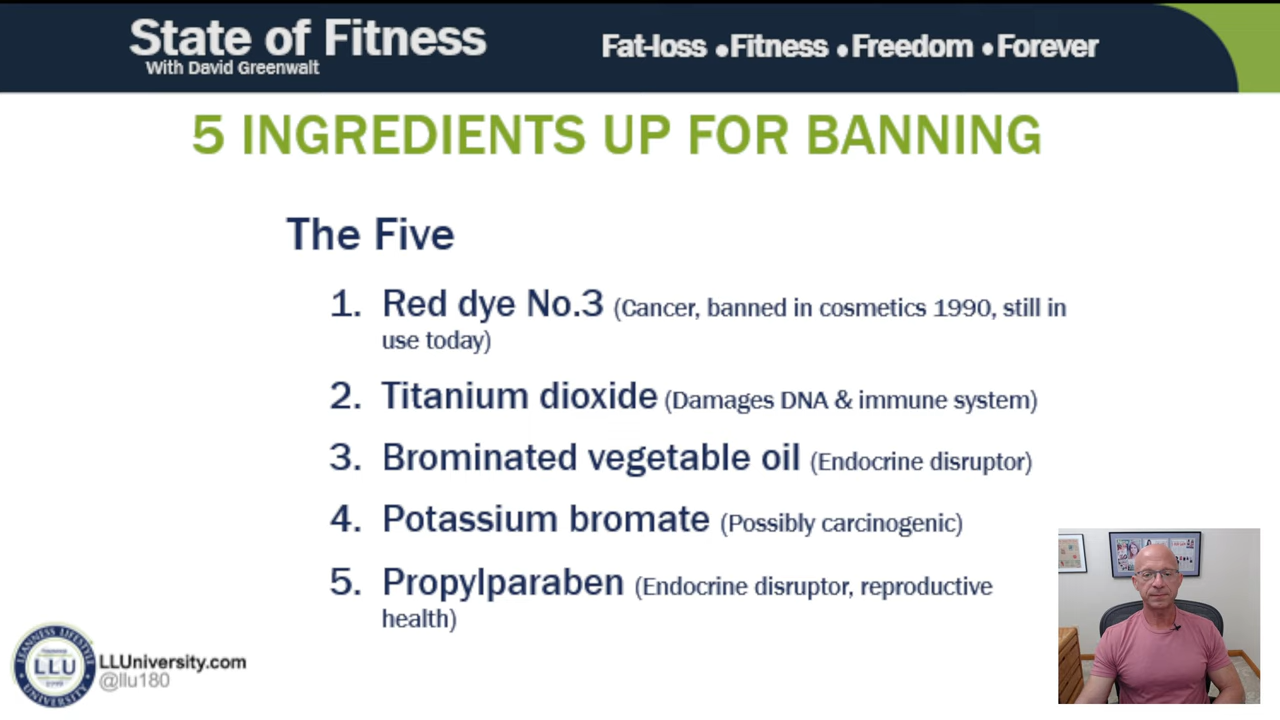 State of Fitness
With David Greenwalt
Fat-loss •Fitness •Freedom •Forever
5 INGREDIENTS UP FOR BANNING
The Five
1. Red dye No.3 (Cancer, banned in cosmetics 1990, still in
use today)
2. Titanium dioxide (Damages DNA & immune system)
3. Brominated vegetable oil (Endocrine disruptor)
4. Potassium bromate (Possibly carcinogenic)
5. Propylparaben (Endocrine disruptor, reproductive
health)
LEANNESS LIFESTYLE
LLU
UNIVERSITY
LLUniversity.com
@llu180